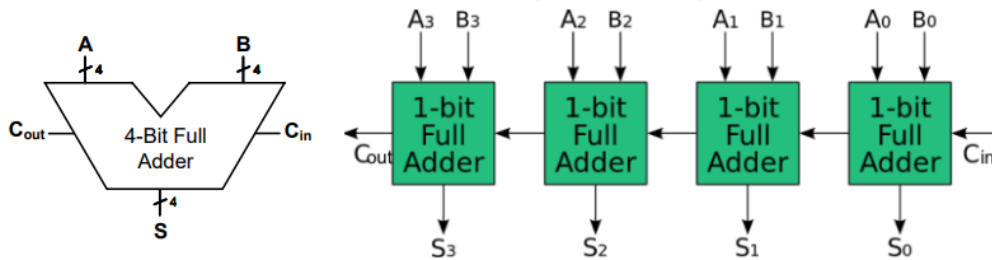 A B
4 4
Cout 4-Bit Full Adder Cin
4
S
A3 B3 A2 B2 A1 B1 A0 B0
1-bit Full Adder 1-bit Full Adder 1-bit Full Adder 1-bit Full Adder
Cout Cin
S3 S2 S1 S0